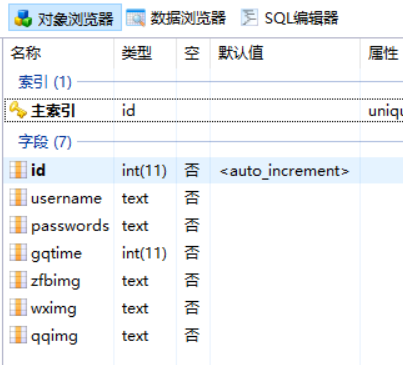 对象浏览器 数据浏览器 SQL编辑器
名称 类型 空 默认值 属性
索引 (1)
主索引 id uniqu
字段 (7)
id int(11) 否 <auto_increment>
username text 否
passwords text 否
gqtime int(11) 否
zfbimg text 否
wximg text 否
qqimg text 否